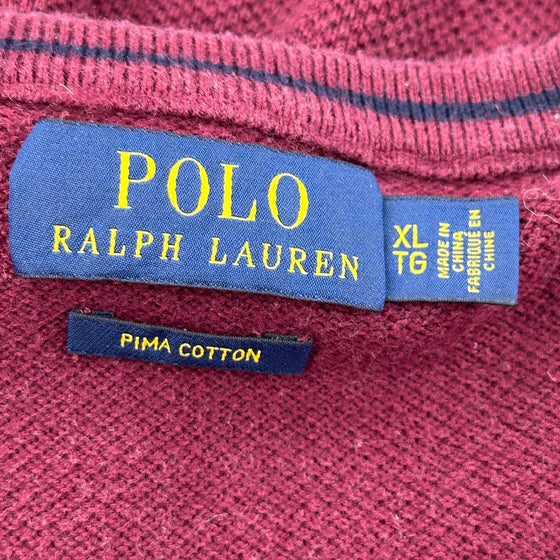 POLO
RALPH LAUREN
XL
TG
MADE IN
CHINA
FABRIQUÉ EN
CHINE
PIMA COTTON